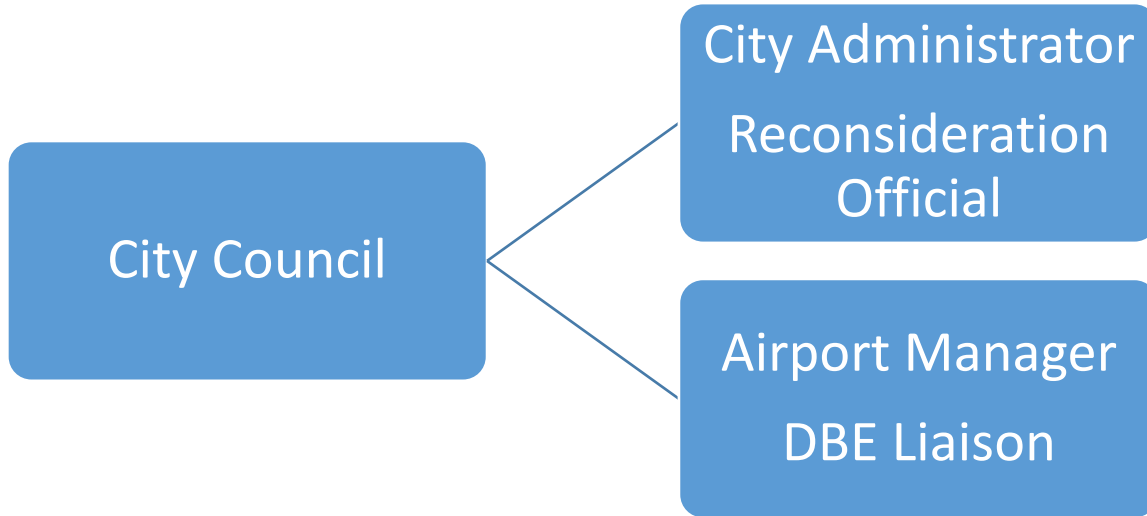 City Council
City Administrator
Reconsideration
Official
Airport Manager
DBE Liaison